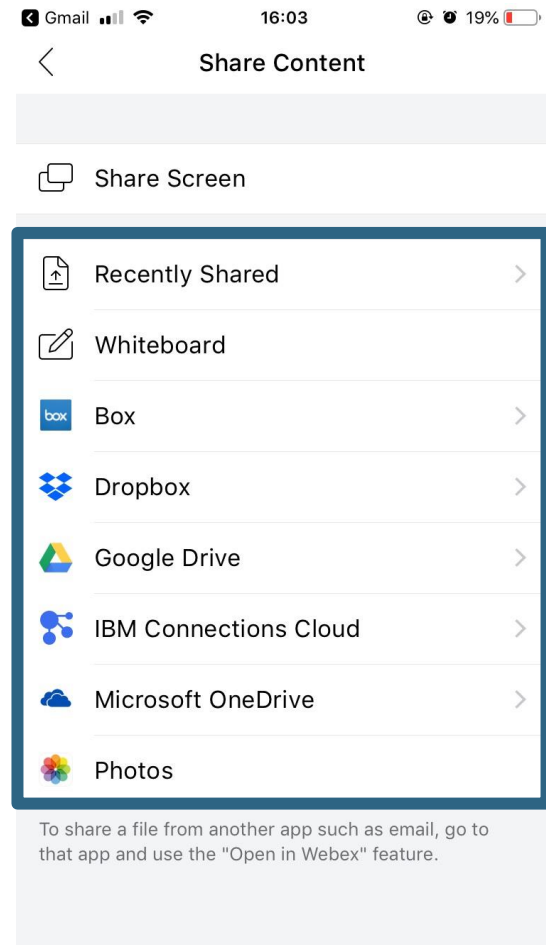 Gmail 16:03 19%
Share Content
Share Screen
Recently Shared
Whiteboard
box Box
Dropbox
Google Drive
IBM Connections Cloud
Microsoft OneDrive
Photos
To share a file from another app such as email, go to
that app and use the "Open in Webex" feature.